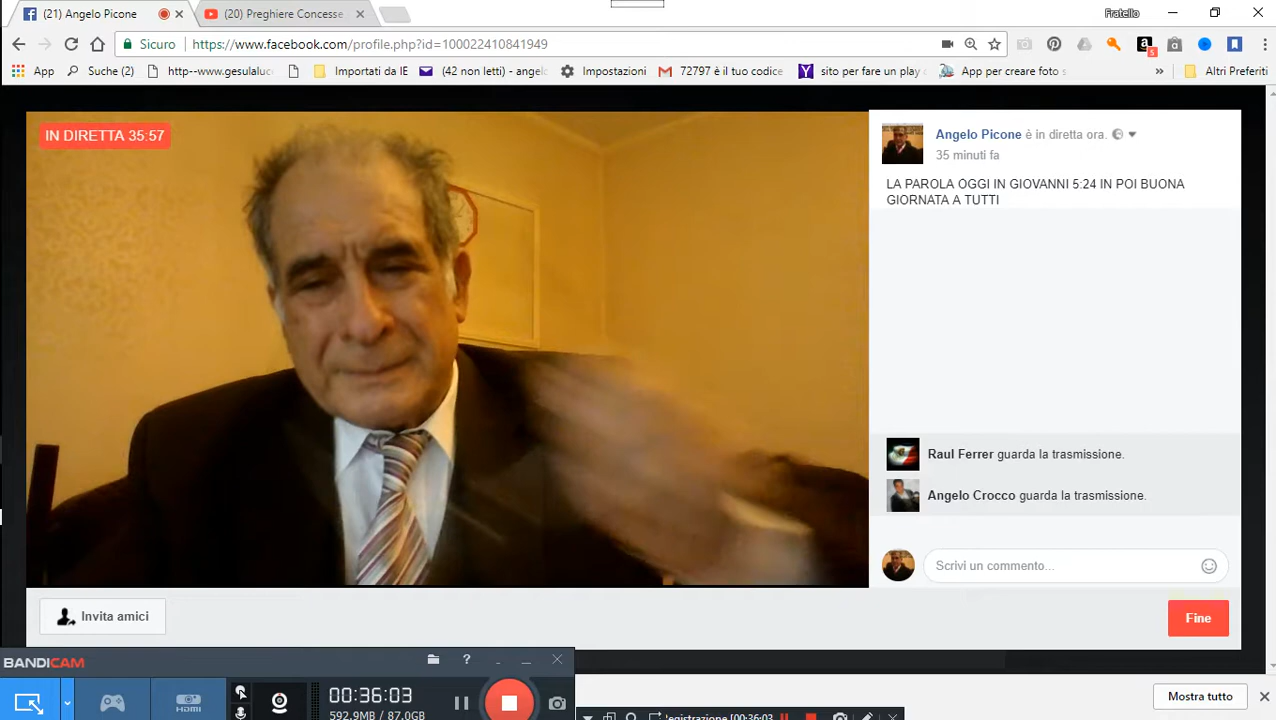 (21) Angelo Picone
(20) Preghiere Concesse
Fratello
Sicuro
https://www.facebook.com/profile.php?id=100022410841949
5
App
Suche (2)
http--www.gesulaluc
Importati da IE
(42 non letti) - angelo
Impostazioni
72797 è il tuo codice
sito per fare un play
App per creare foto s
»
Altri Preferiti
IN DIRETTA 35:57
Angelo Picone è in diretta ora.
35 minuti fa
LA PAROLA OGGI IN GIOVANNI 5:24 IN POI BUONA
GIORNATA A TUTTI
Raul Ferrer guarda la trasmissione.
Angelo Crocco guarda la trasmissione.
Scrivi un commento...
Invita amici
Fine
BANDICAM
?
HDMI
00:36:03
592.9MB / 87.0GB
Mostra tutto